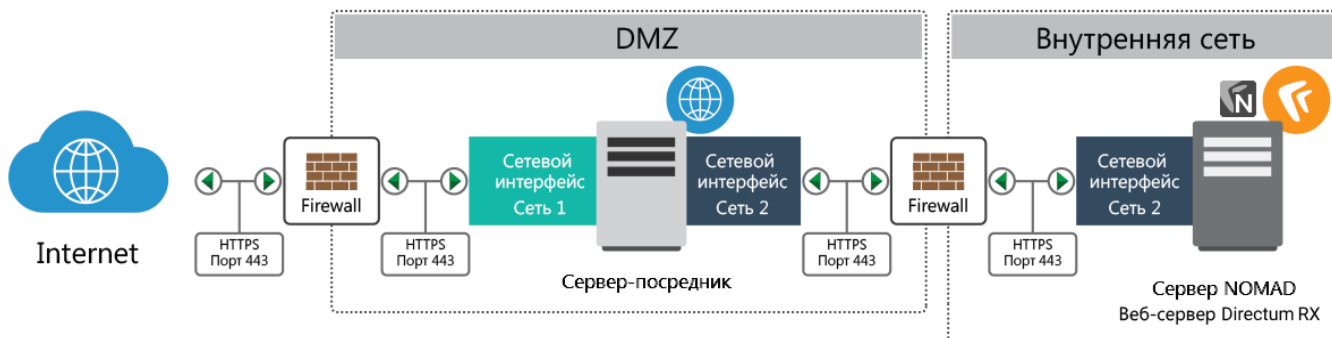 DMZ
Внутренняя сеть
N
Internet
HTTPS
Порт 443
Firewall
HTTPS
Порт 443
Сетевой
интерфейс
Сеть 1
Сервер-посредник
Сетевой
интерфейс
Сеть 2
HTTPS
Порт 443
Firewall
HTTPS
Порт 443
Сетевой
интерфейс
Сеть 2
Сервер NOMAD
Веб-сервер Directum RX